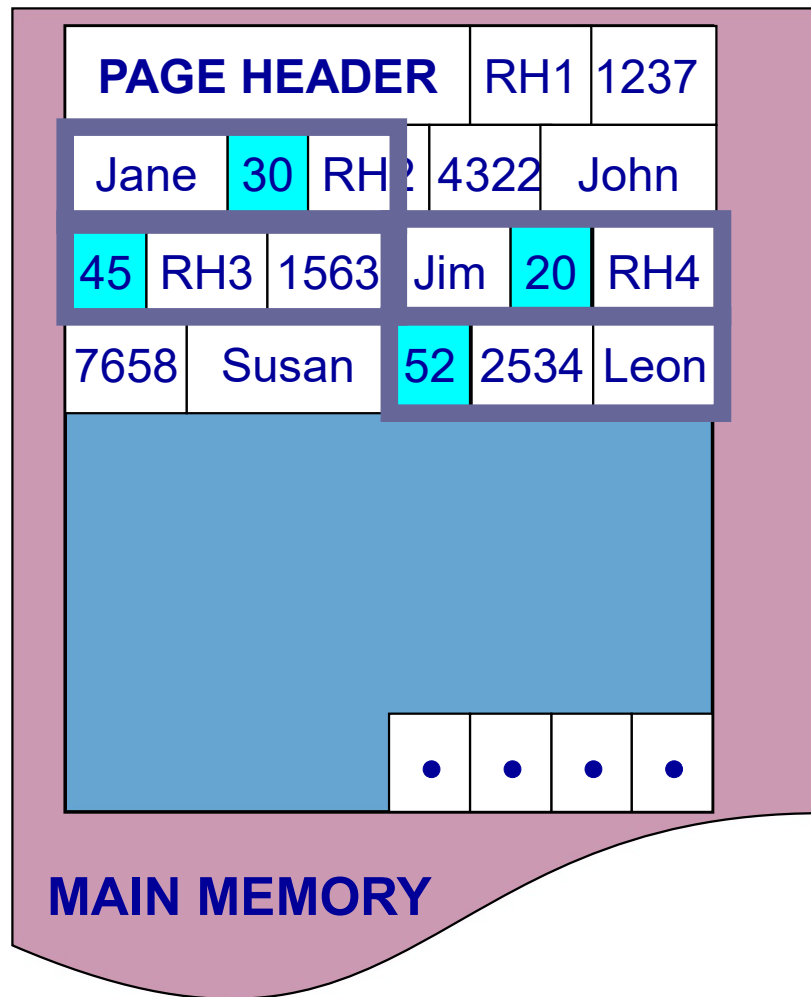 PAGE HEADER RH1 1237
Jane 30 RH2 4322 John
45 RH3 1563 Jim 20 RH4
7658 Susan 52 2534 Leon
MAIN MEMORY